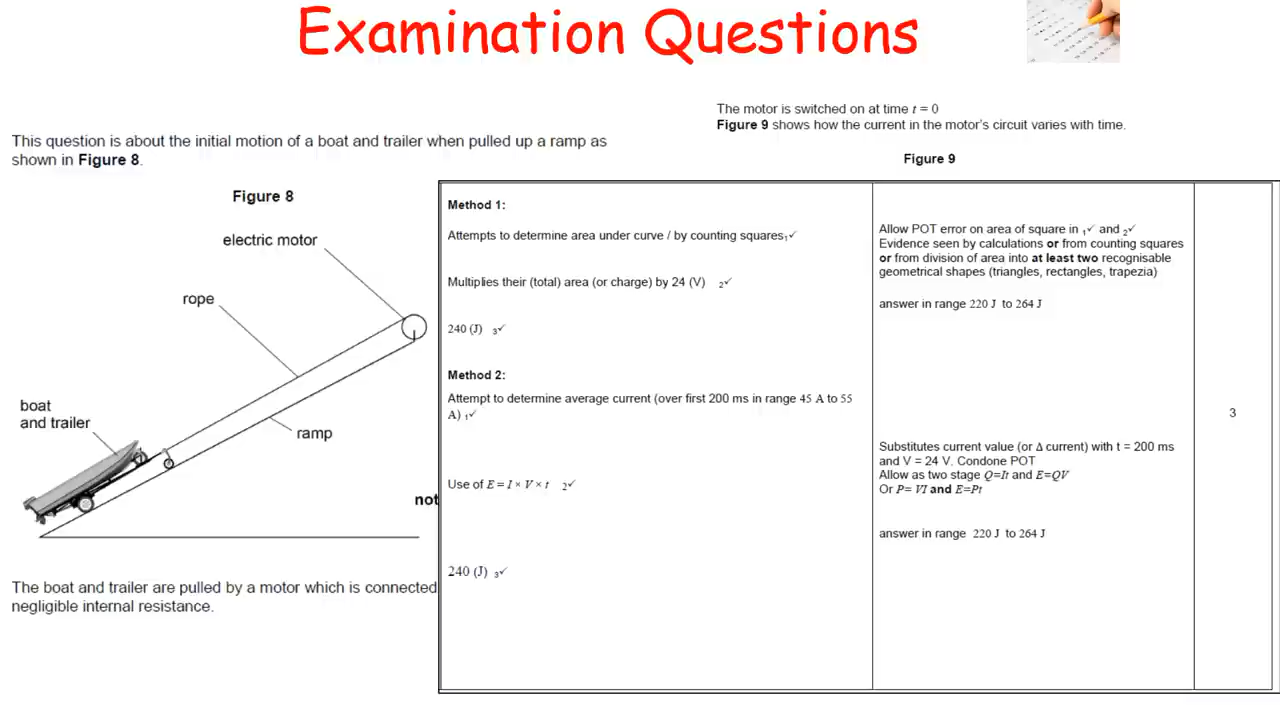 Examination Questions
This question is about the initial motion of a boat and trailer when pulled up a ramp as
shown in Figure 8.
Figure 8
electric motor
rope
boat
and trailer
ramp
not
The boat and trailer are pulled by a motor which is connected
negligible internal resistance.
The motor is switched on at time t = 0
Figure 9 shows how the current in the motor's circuit varies with time.
Figure 9
Method 1:
Attempts to determine area under curve / by counting squares₁✓
Multiplies their (total) area (or charge) by 24 (V) ₂✓
240 (J) ₃✓
Method 2:
Attempt to determine average current (over first 200 ms in range 45 A to 55
A) ₁✓
Use of E = I × V × t ₂✓
240 (J) ₃✓
Allow POT error on area of square in ₁✓ and ₂✓
Evidence seen by calculations or from counting squares
or from division of area into at least two recognisable
geometrical shapes (triangles, rectangles, trapezia)
answer in range 220 J to 264 J
Substitutes current value (or Δ current) with t = 200 ms
and V = 24 V. Condone POT
Allow as two stage Q=It and E=QV
Or P= VI and E=Pt
answer in range 220 J to 264 J
3